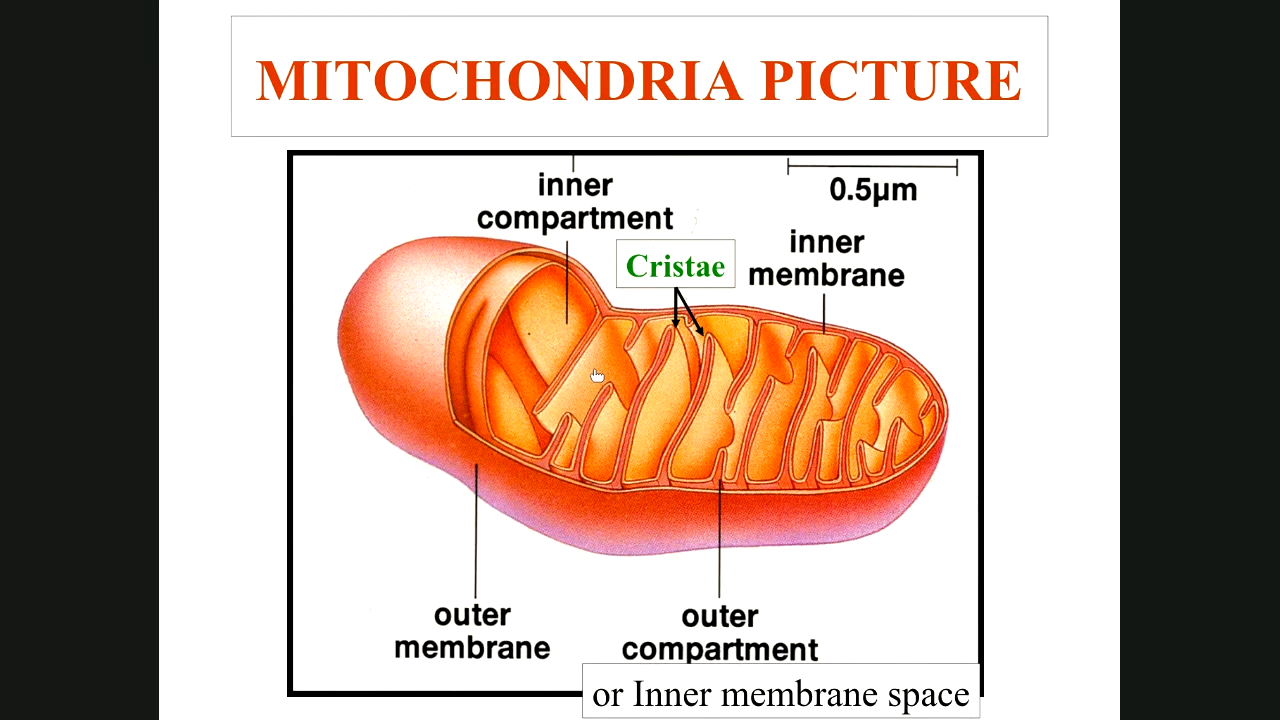 MITOCHONDRIA PICTURE
inner
compartment
0.5µm
Cristae
inner
membrane
outer
membrane
outer
compartment
or Inner membrane space